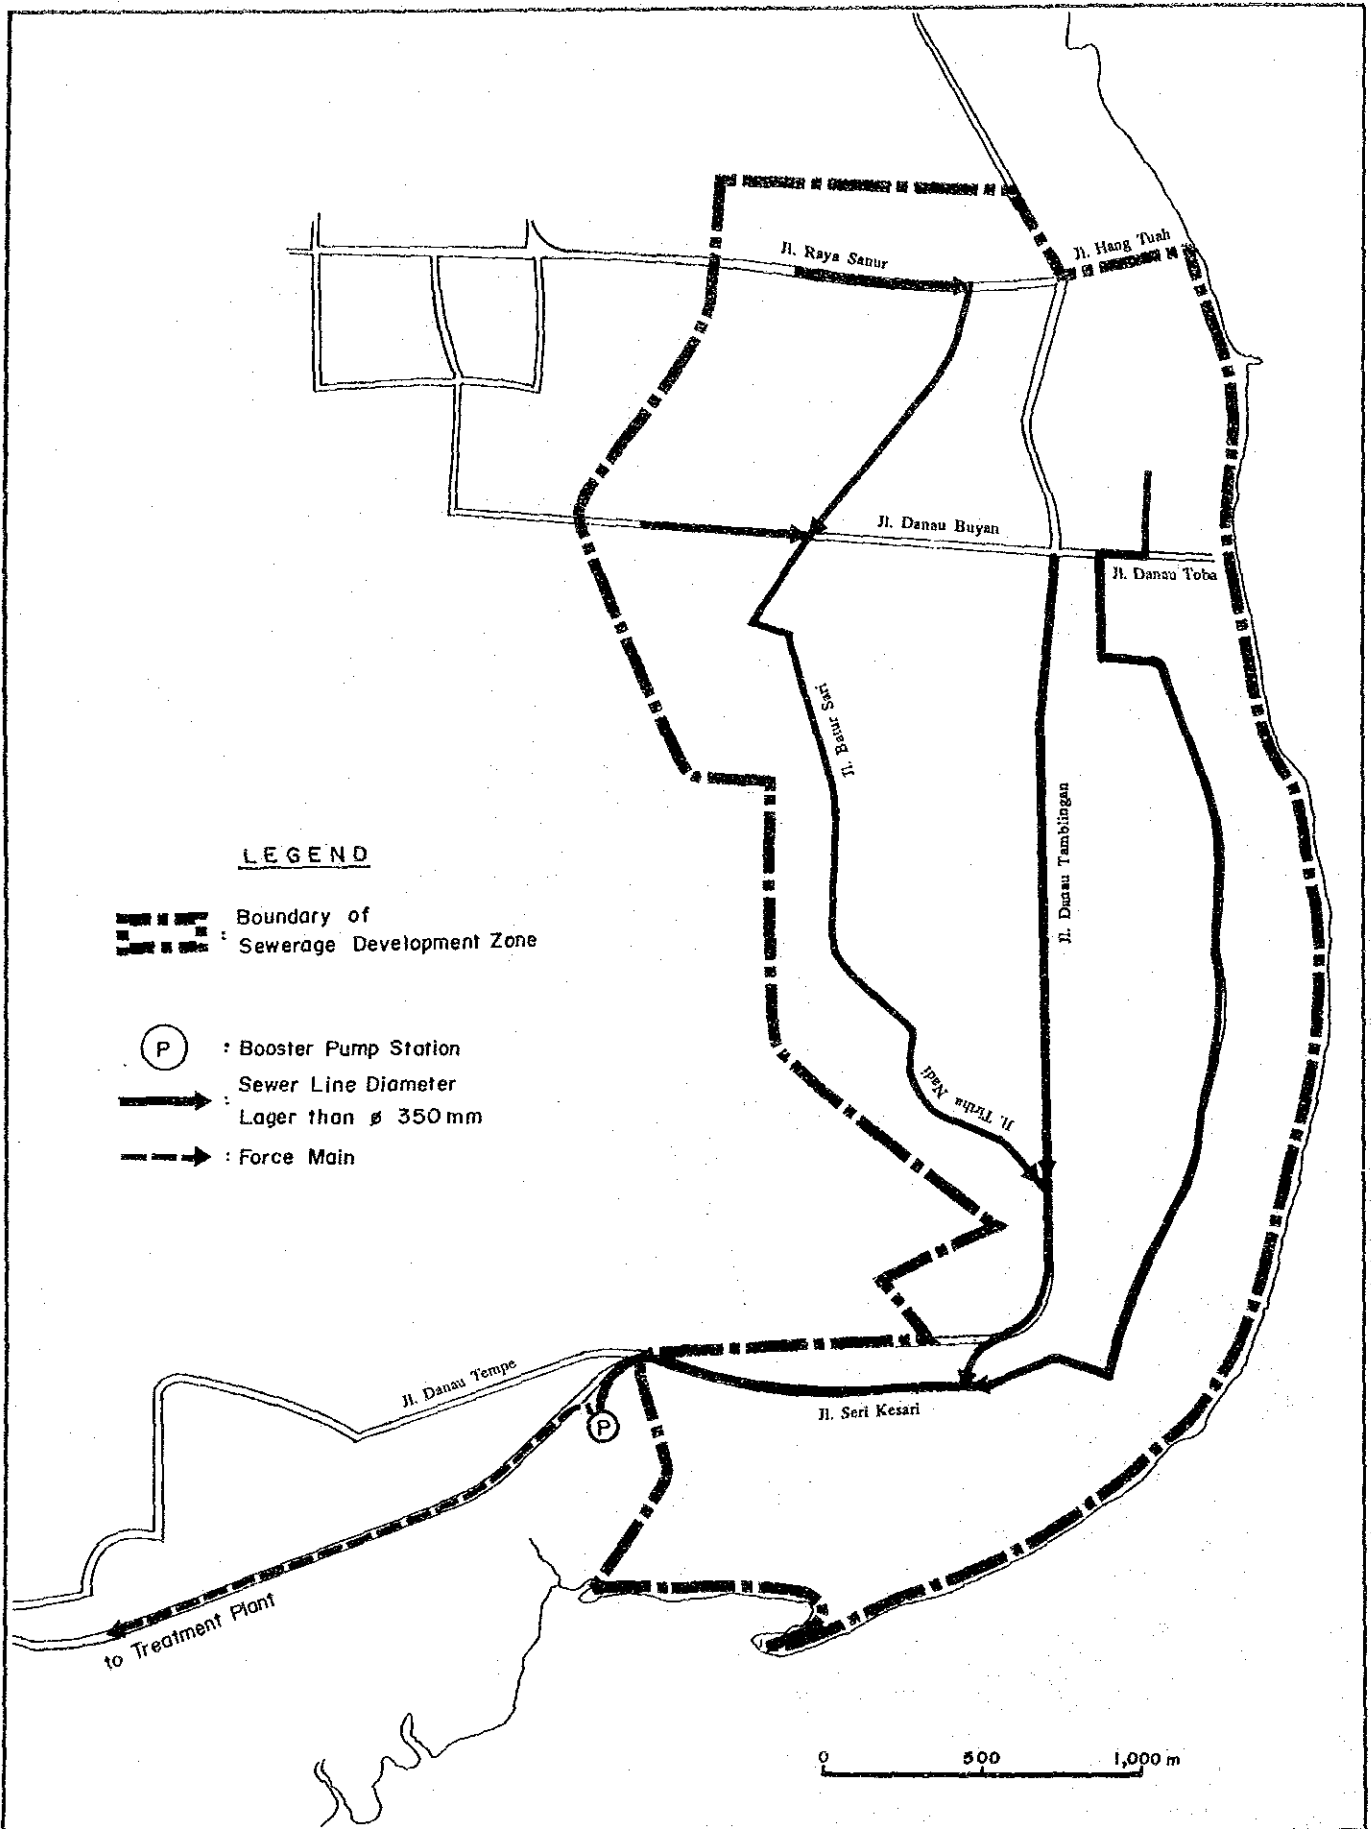 Jl. Hang Tuah
Jl. Raya Sanur
Jl. Danau Buyan
Jl. Danau Toba
Jl. Batur Sari
Jl. Danau Tamblingan
LEGEND
Boundary of
: Sewerage Development Zone
P : Booster Pump Station
Sewer Line Diameter
: Lager than ø 350 mm
: Force Main
Jl. Tirtha Nadi
Jl. Danau Tempe
Jl. Seri Kesari
P
to Treatment Plant
0 500 1,000 m